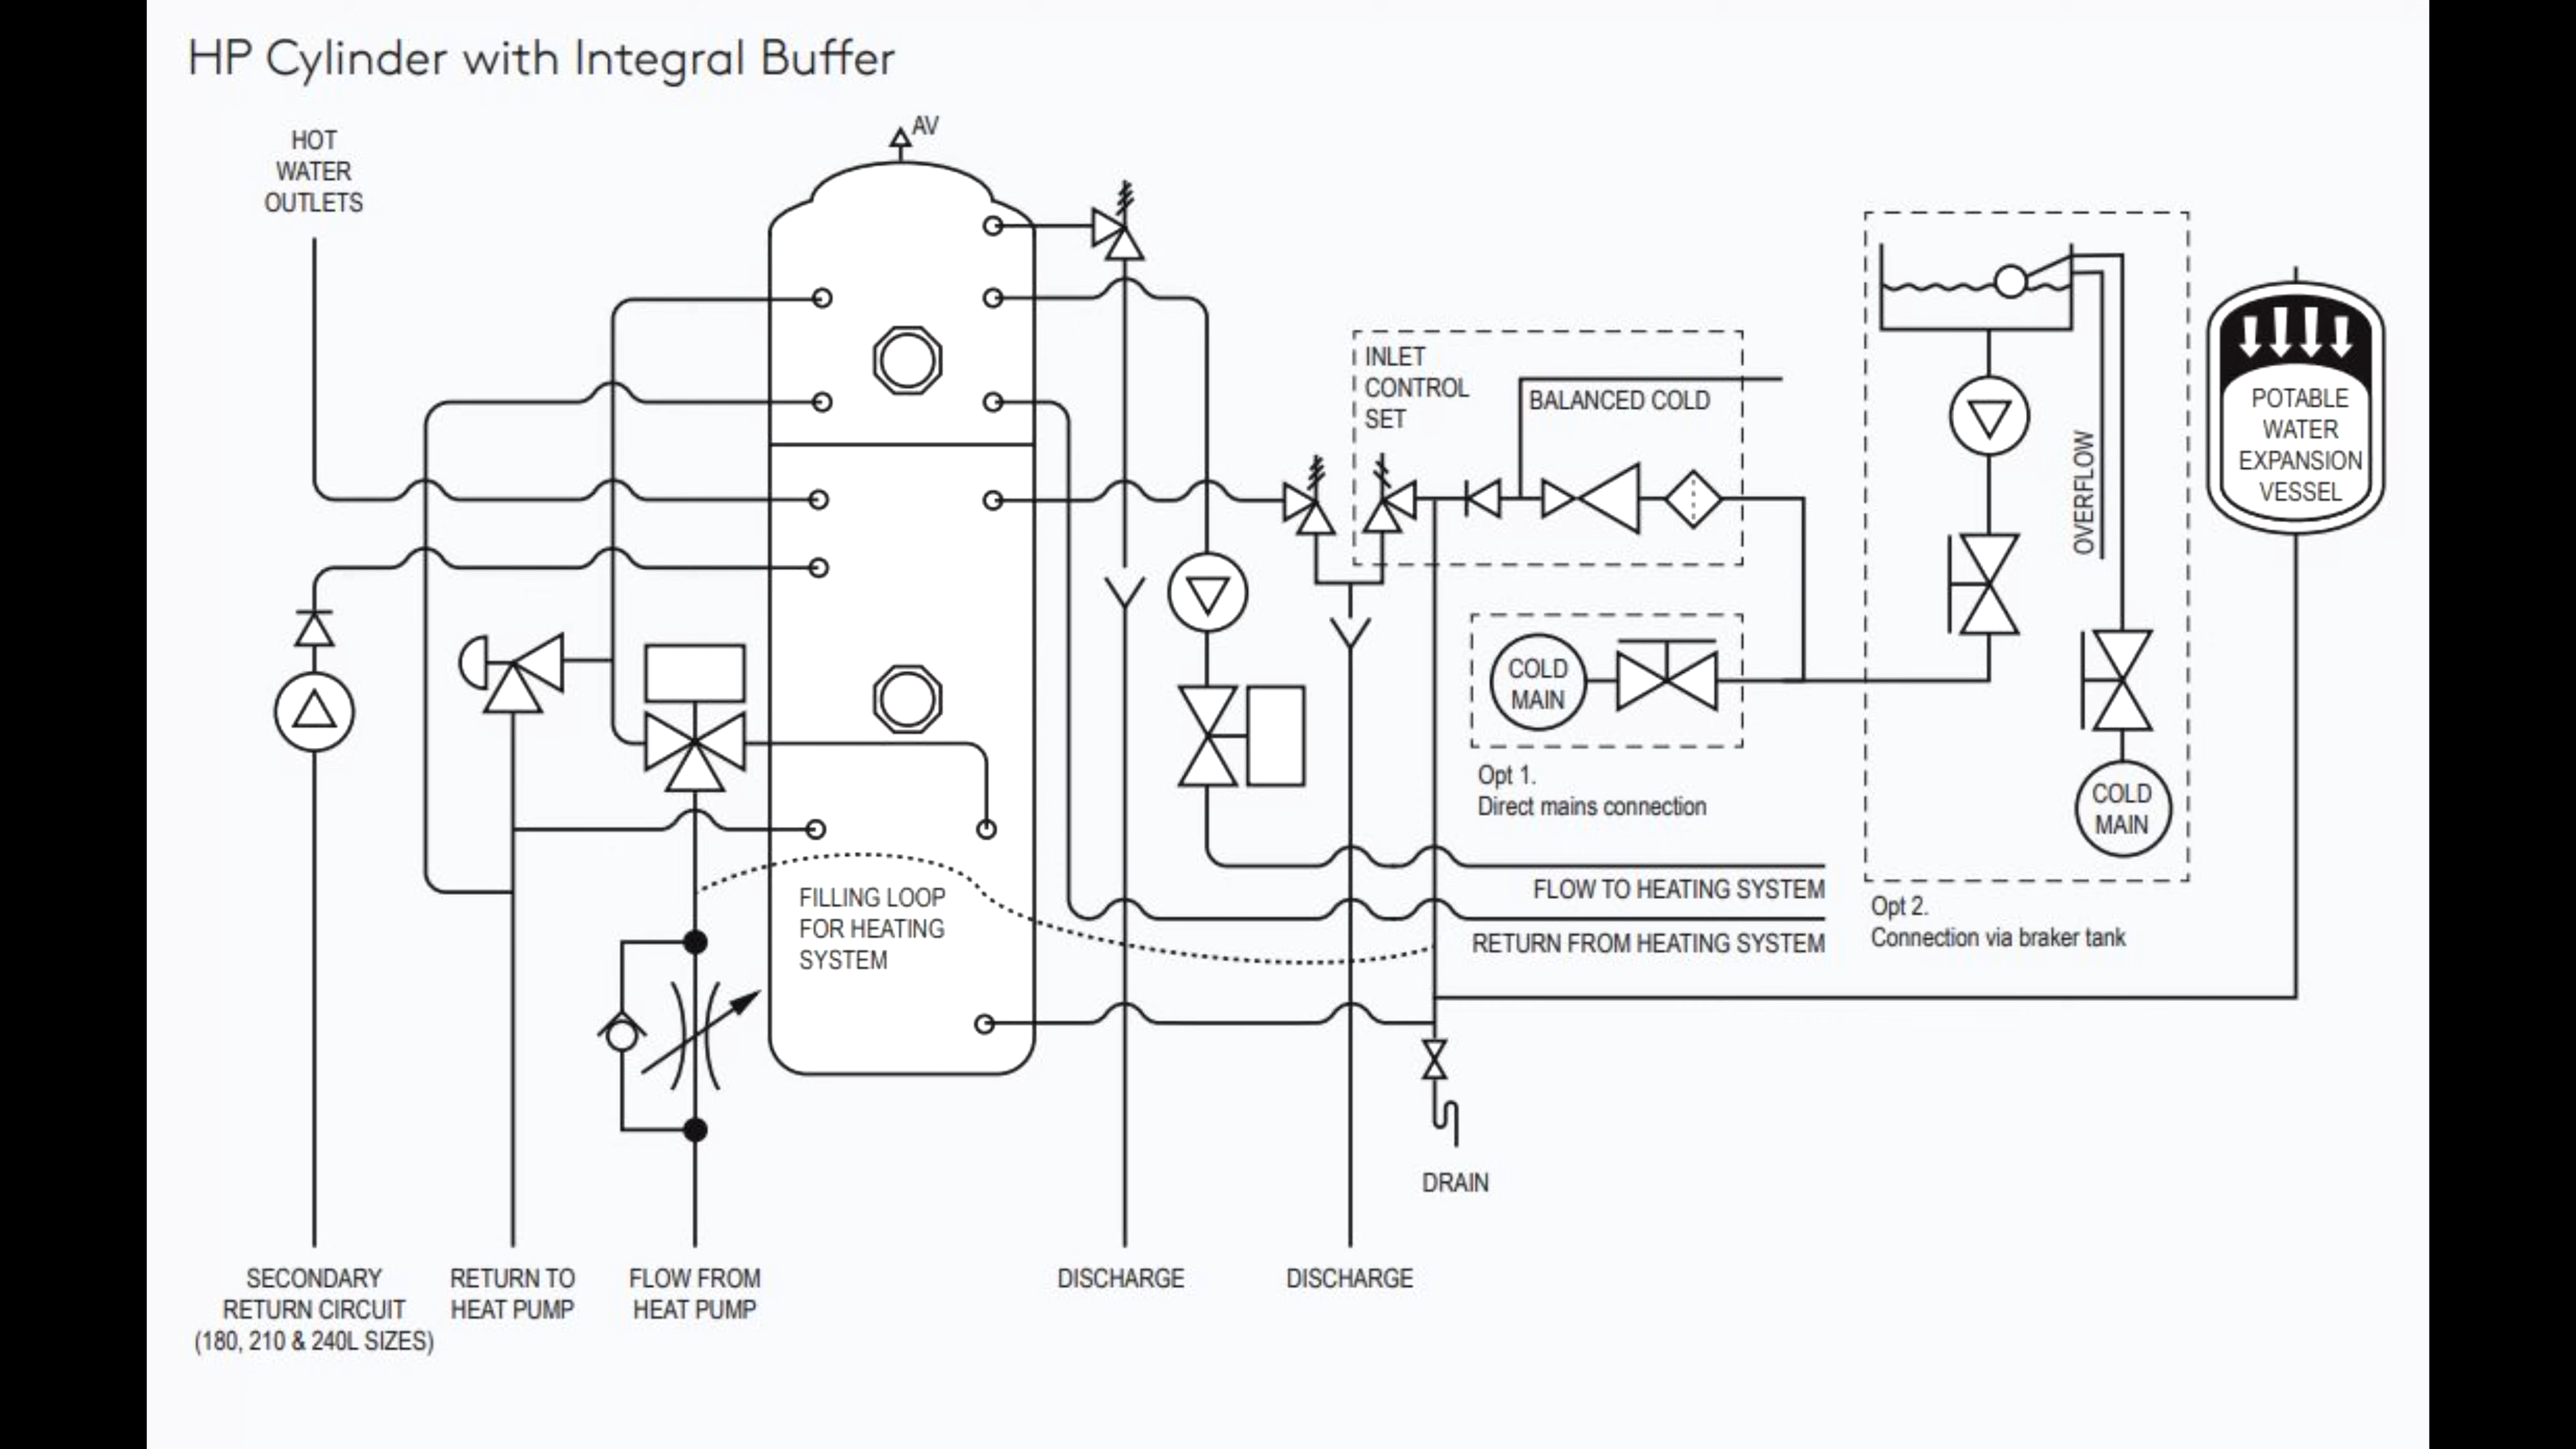 HP Cylinder with Integral Buffer
AV
HOT
WATER
OUTLETS
INLET
CONTROL
SET
BALANCED COLD
OVERFLOW
POTABLE
WATER
EXPANSION
VESSEL
COLD
MAIN
Opt 1.
Direct mains connection
COLD
MAIN
FLOW TO HEATING SYSTEM
RETURN FROM HEATING SYSTEM
Opt 2.
Connection via braker tank
FILLING LOOP
FOR HEATING
SYSTEM
DRAIN
SECONDARY
RETURN CIRCUIT
(180, 210 & 240L SIZES)
RETURN TO
HEAT PUMP
FLOW FROM
HEAT PUMP
DISCHARGE
DISCHARGE